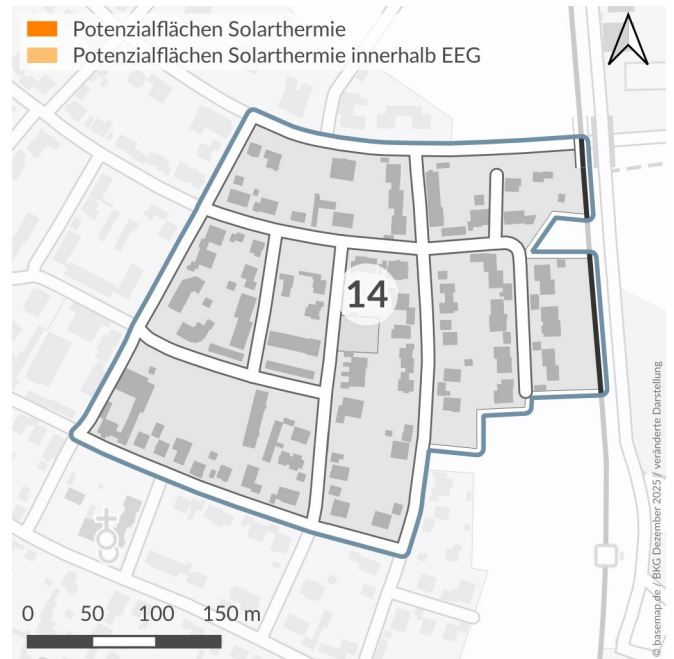 Potenzialflächen Solarthermie
Potenzialflächen Solarthermie innerhalb EEG
14
0 50 100 150 m
© basemap.de / BKG Dezember 2025 / veränderte Darstellung